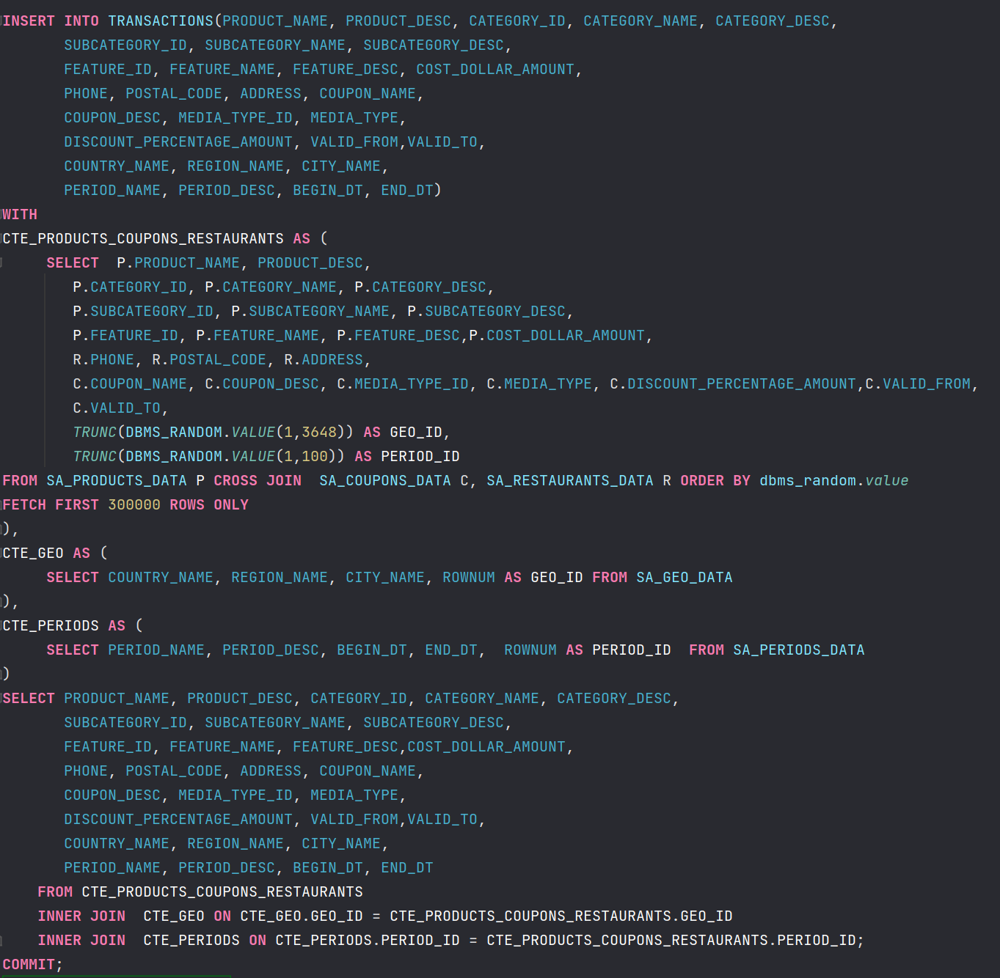 INSERT INTO TRANSACTIONS(PRODUCT_NAME, PRODUCT_DESC, CATEGORY_ID, CATEGORY_NAME, CATEGORY_DESC,
SUBCATEGORY_ID, SUBCATEGORY_NAME, SUBCATEGORY_DESC,
FEATURE_ID, FEATURE_NAME, FEATURE_DESC, COST_DOLLAR_AMOUNT,
PHONE, POSTAL_CODE, ADDRESS, COUPON_NAME,
COUPON_DESC, MEDIA_TYPE_ID, MEDIA_TYPE,
DISCOUNT_PERCENTAGE_AMOUNT, VALID_FROM,VALID_TO,
COUNTRY_NAME, REGION_NAME, CITY_NAME,
PERIOD_NAME, PERIOD_DESC, BEGIN_DT, END_DT)
WITH
CTE_PRODUCTS_COUPONS_RESTAURANTS AS (
SELECT  P.PRODUCT_NAME, PRODUCT_DESC,
P.CATEGORY_ID, P.CATEGORY_NAME, P.CATEGORY_DESC,
P.SUBCATEGORY_ID, P.SUBCATEGORY_NAME, P.SUBCATEGORY_DESC,
P.FEATURE_ID, P.FEATURE_NAME, P.FEATURE_DESC,P.COST_DOLLAR_AMOUNT,
R.PHONE, R.POSTAL_CODE, R.ADDRESS,
C.COUPON_NAME, C.COUPON_DESC, C.MEDIA_TYPE_ID, C.MEDIA_TYPE, C.DISCOUNT_PERCENTAGE_AMOUNT,C.VALID_FROM,
C.VALID_TO,
TRUNC(DBMS_RANDOM.VALUE(1,3648)) AS GEO_ID,
TRUNC(DBMS_RANDOM.VALUE(1,100)) AS PERIOD_ID
FROM SA_PRODUCTS_DATA P CROSS JOIN  SA_COUPONS_DATA C, SA_RESTAURANTS_DATA R ORDER BY dbms_random.value
FETCH FIRST 300000 ROWS ONLY
),
CTE_GEO AS (
SELECT COUNTRY_NAME, REGION_NAME, CITY_NAME, ROWNUM AS GEO_ID FROM SA_GEO_DATA
),
CTE_PERIODS AS (
SELECT PERIOD_NAME, PERIOD_DESC, BEGIN_DT, END_DT,  ROWNUM AS PERIOD_ID  FROM SA_PERIODS_DATA
)
SELECT PRODUCT_NAME, PRODUCT_DESC, CATEGORY_ID, CATEGORY_NAME, CATEGORY_DESC,
SUBCATEGORY_ID, SUBCATEGORY_NAME, SUBCATEGORY_DESC,
FEATURE_ID, FEATURE_NAME, FEATURE_DESC,COST_DOLLAR_AMOUNT,
PHONE, POSTAL_CODE, ADDRESS, COUPON_NAME,
COUPON_DESC, MEDIA_TYPE_ID, MEDIA_TYPE,
DISCOUNT_PERCENTAGE_AMOUNT, VALID_FROM,VALID_TO,
COUNTRY_NAME, REGION_NAME, CITY_NAME,
PERIOD_NAME, PERIOD_DESC, BEGIN_DT, END_DT
FROM CTE_PRODUCTS_COUPONS_RESTAURANTS
INNER JOIN  CTE_GEO ON CTE_GEO.GEO_ID = CTE_PRODUCTS_COUPONS_RESTAURANTS.GEO_ID
INNER JOIN  CTE_PERIODS ON CTE_PERIODS.PERIOD_ID = CTE_PRODUCTS_COUPONS_RESTAURANTS.PERIOD_ID;
COMMIT;